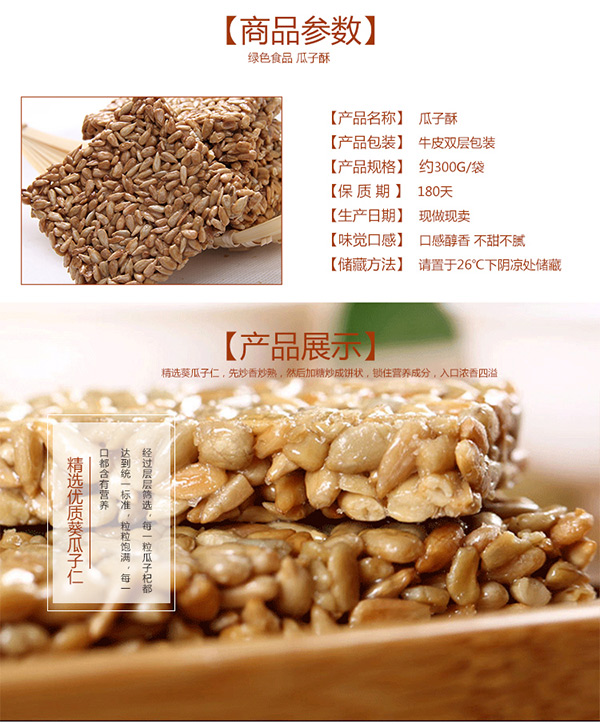 【商品参数】
绿色食品 瓜子酥
【产品名称】 瓜子酥
【产品包装】 牛皮双层包装
【产品规格】 约300G/袋
【保 质 期 】 180天
【生产日期】 现做现卖
【味觉口感】 口感醇香 不甜不腻
【储藏方法】 请置于26℃下阴凉处储藏
【产品展示】
精选葵瓜子仁，先炒香炒熟，然后加糖炒成饼状，锁住营养成分，入口浓香四溢
经过层层筛选，每一粒瓜子杞都
达到统一标准，粒粒饱满，每一
口都含有营养
精选优质葵瓜子仁